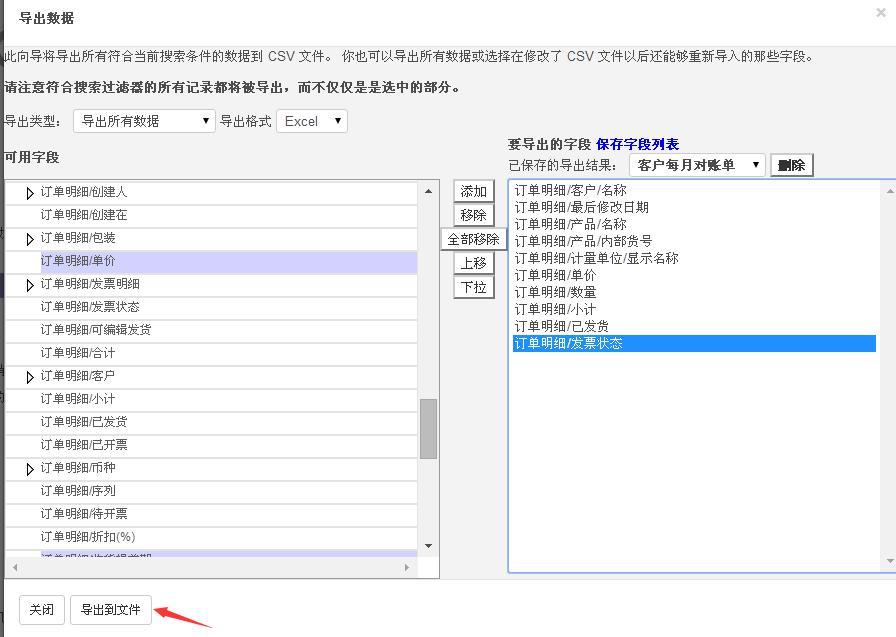 导出数据
此向导将导出所有符合当前搜索条件的数据到 CSV 文件。 你也可以导出所有数据或选择在修改了 CSV 文件以后还能够重新导入的那些字段。
请注意符合搜索过滤器的所有记录都将被导出，而不仅仅是是选中的部分。
导出类型： 导出所有数据 导出格式 Excel
可用字段
订单明细/创建人
订单明细/创建在
订单明细/包装
订单明细/单价
订单明细/发票明细
订单明细/发票状态
订单明细/可编辑发货
订单明细/合计
订单明细/客户
订单明细/小计
订单明细/已发货
订单明细/已开票
订单明细/币种
订单明细/序列
订单明细/待开票
订单明细/折扣(%)
添加
移除
全部移除
上移
下拉
要导出的字段 保存字段列表
已保存的导出结果： 客户每月对账单 删除
订单明细/客户/名称
订单明细/最后修改日期
订单明细/产品/名称
订单明细/产品/内部货号
订单明细/计量单位/显示名称
订单明细/单价
订单明细/数量
订单明细/小计
订单明细/已发货
订单明细/发票状态
关闭 导出到文件